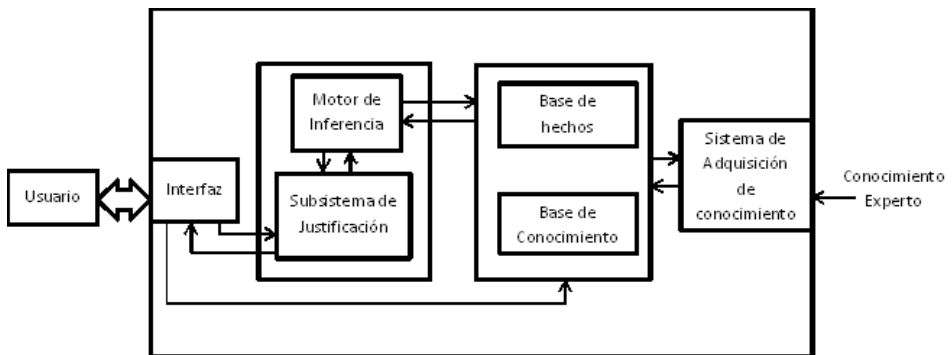 Usuario
Interfaz
Motor de
Inferencia
Subsistema de
Justificación
Base de
hechos
Base de
Conocimiento
Sistema de
Adquisición
de
conocimiento
Conocimiento
Experto